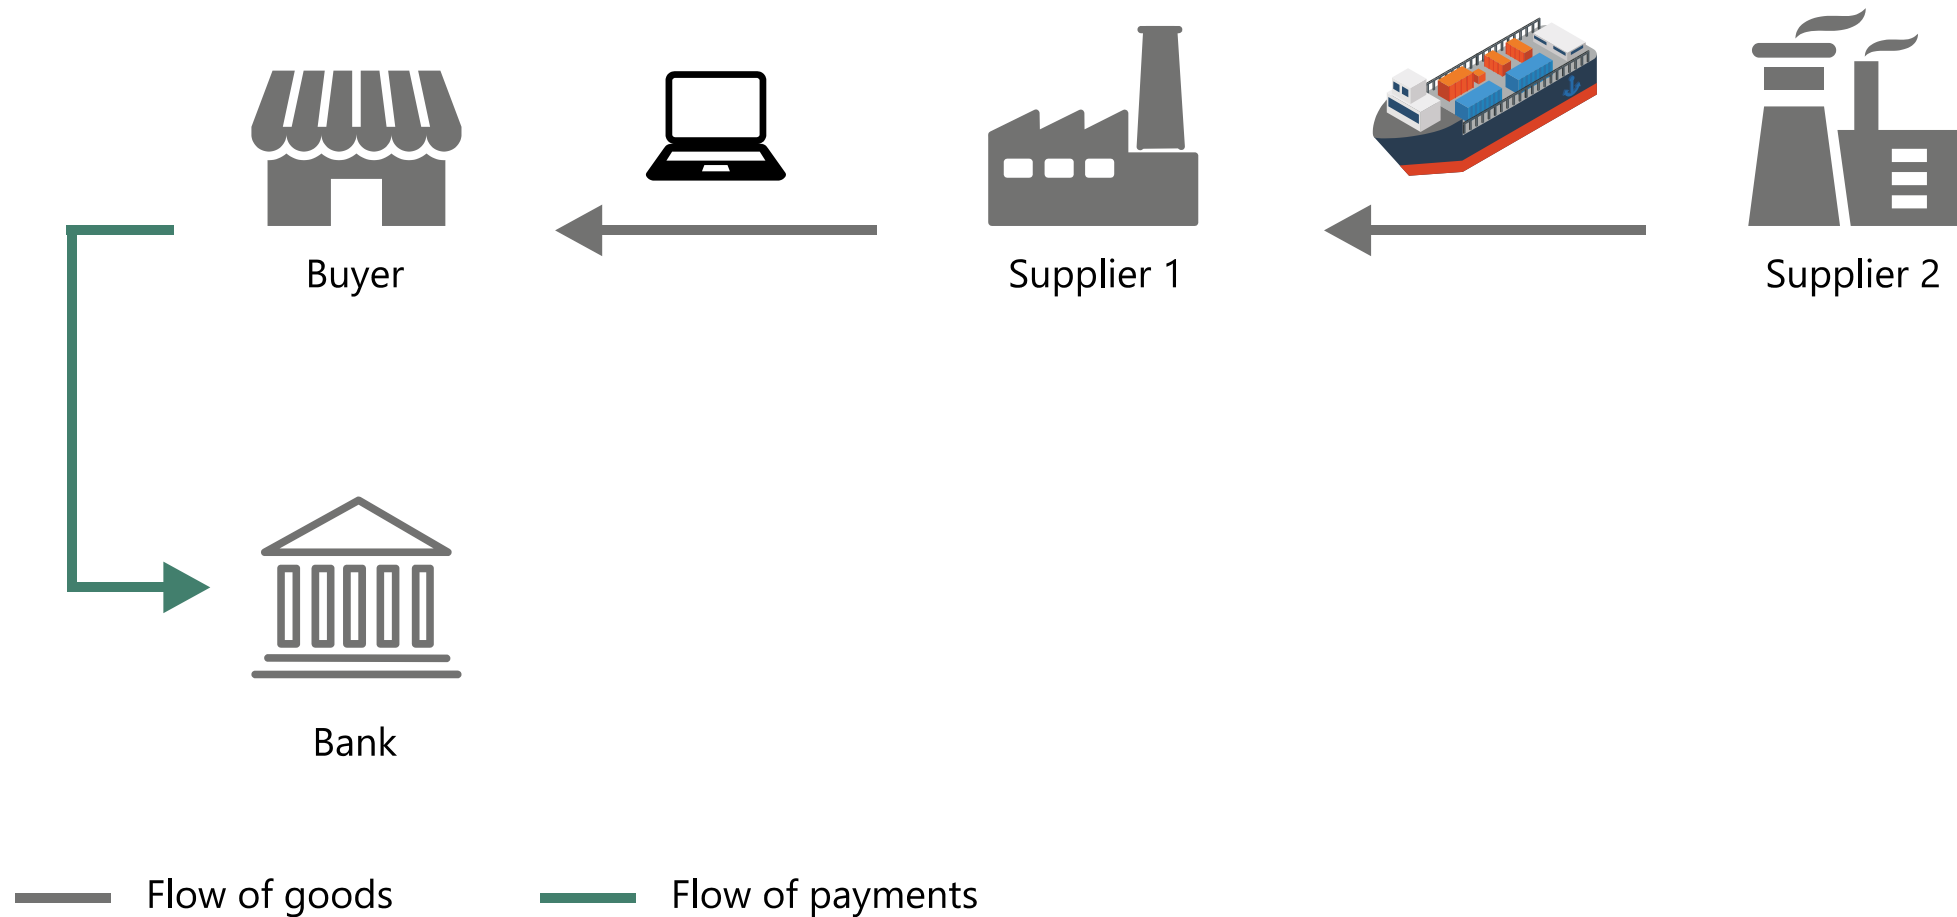 Buyer
Supplier 1
Supplier 2
Bank
Flow of goods
Flow of payments